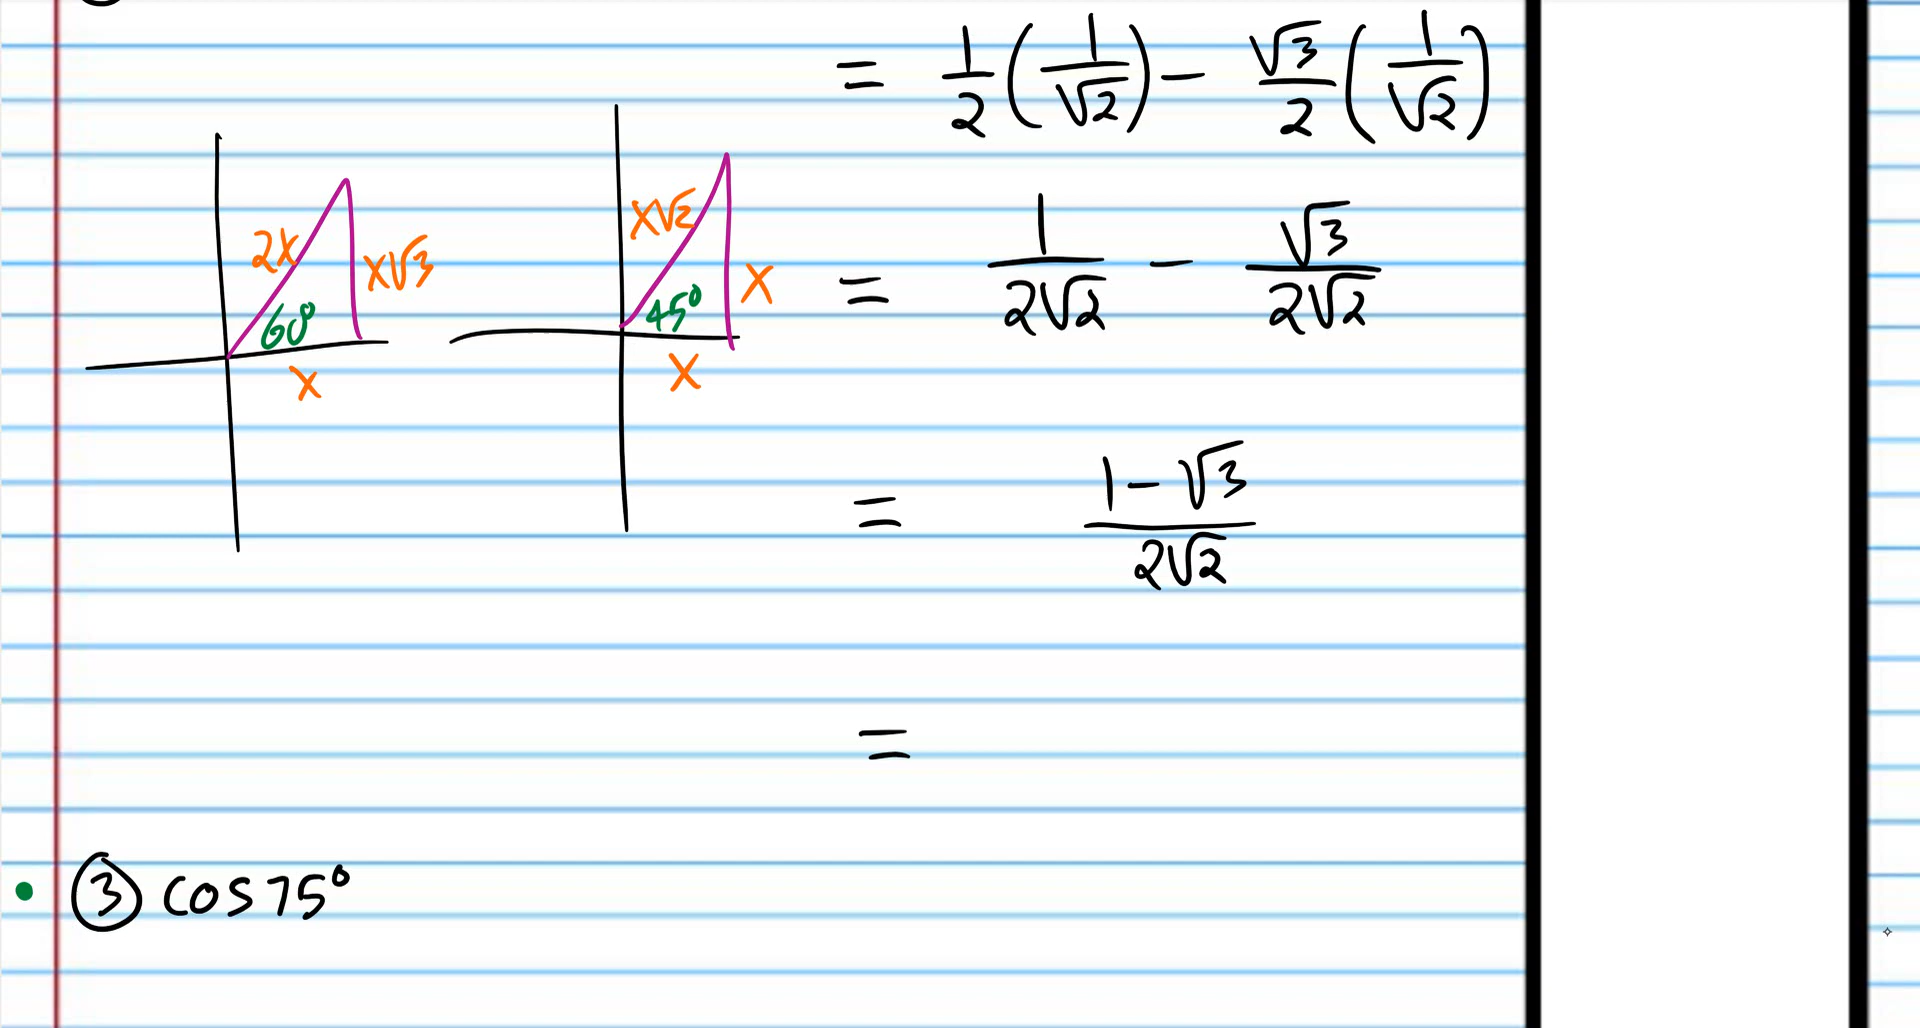 = 1/2 (1/√2) − √3/2 (1/√2)
2x
x√3
60°
x
x√2
x
45°
x
= 1/2√2 − √3/2√2
= 1−√3/2√2
=
• ③ cos 75°